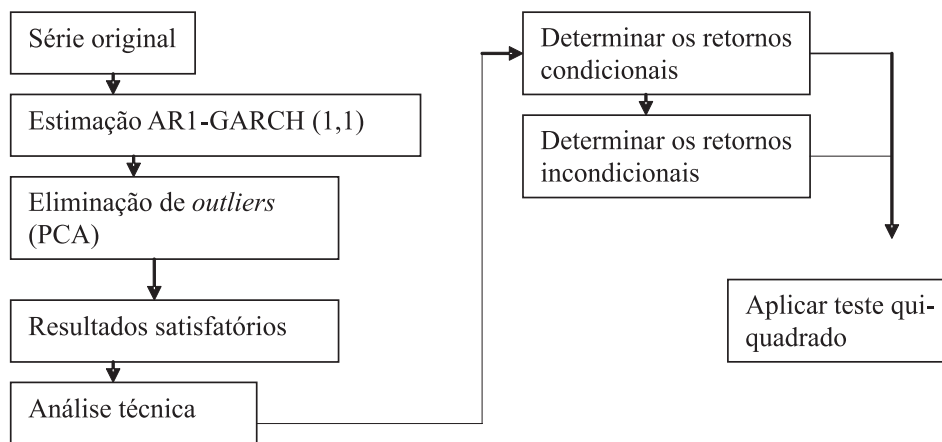 Série original
Estimação AR1-GARCH (1,1)
Eliminação de outliers
(PCA)
Resultados satisfatórios
Análise técnica
Determinar os retornos
condicionais
Determinar os retornos
incondicionais
Aplicar teste qui-
quadrado